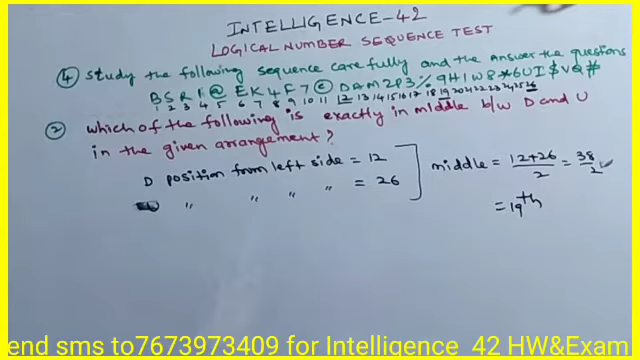 INTELLIGENCE-42
LOGICAL NUMBER SEQUENCE TEST
4 Study the following sequence carefully and the Answer the questions
B 5 R 1 @ E K 4 F 7 © D A M 2 P 3 % 9 H 1 W 8 * 6 U I $ V Q #
1 2 3 4 5 6 7 8 9 10 11 12 13 14 15 16 17 18 19 20 21 22 23 24 25 26
2 which of the following is exactly in middle b/w D and U
in the given arrangement?
D position from left side = 12
" " " " = 26
middle = 12+26 / 2 = 38 / 2
= 19th
end sms to7673973409 for Intelligence 42 HW&Exam